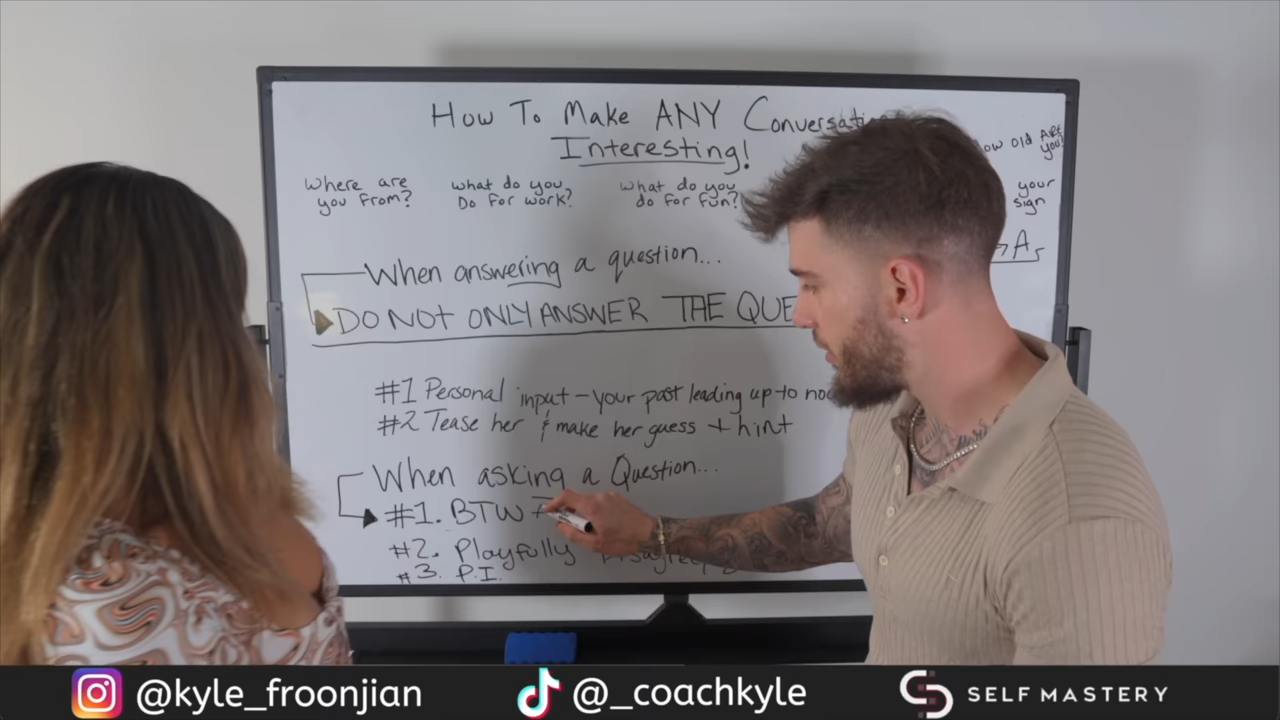 How To Make ANY Conversation
Interesting!
How Old ARE
you?
where are
you from?
what do you
Do for work?
what do you
do for fun?
your
sign
A
When answering a question...
DO NOT ONLY ANSWER THE QUE
#1 Personal input - your past leading up to now
#2 Tease her & make her guess + hint
When asking a Question...
#1. BTW
#2. Playfully
#3. P.I.
@kyle_froonjian
@_coachkyle
SELF MASTERY